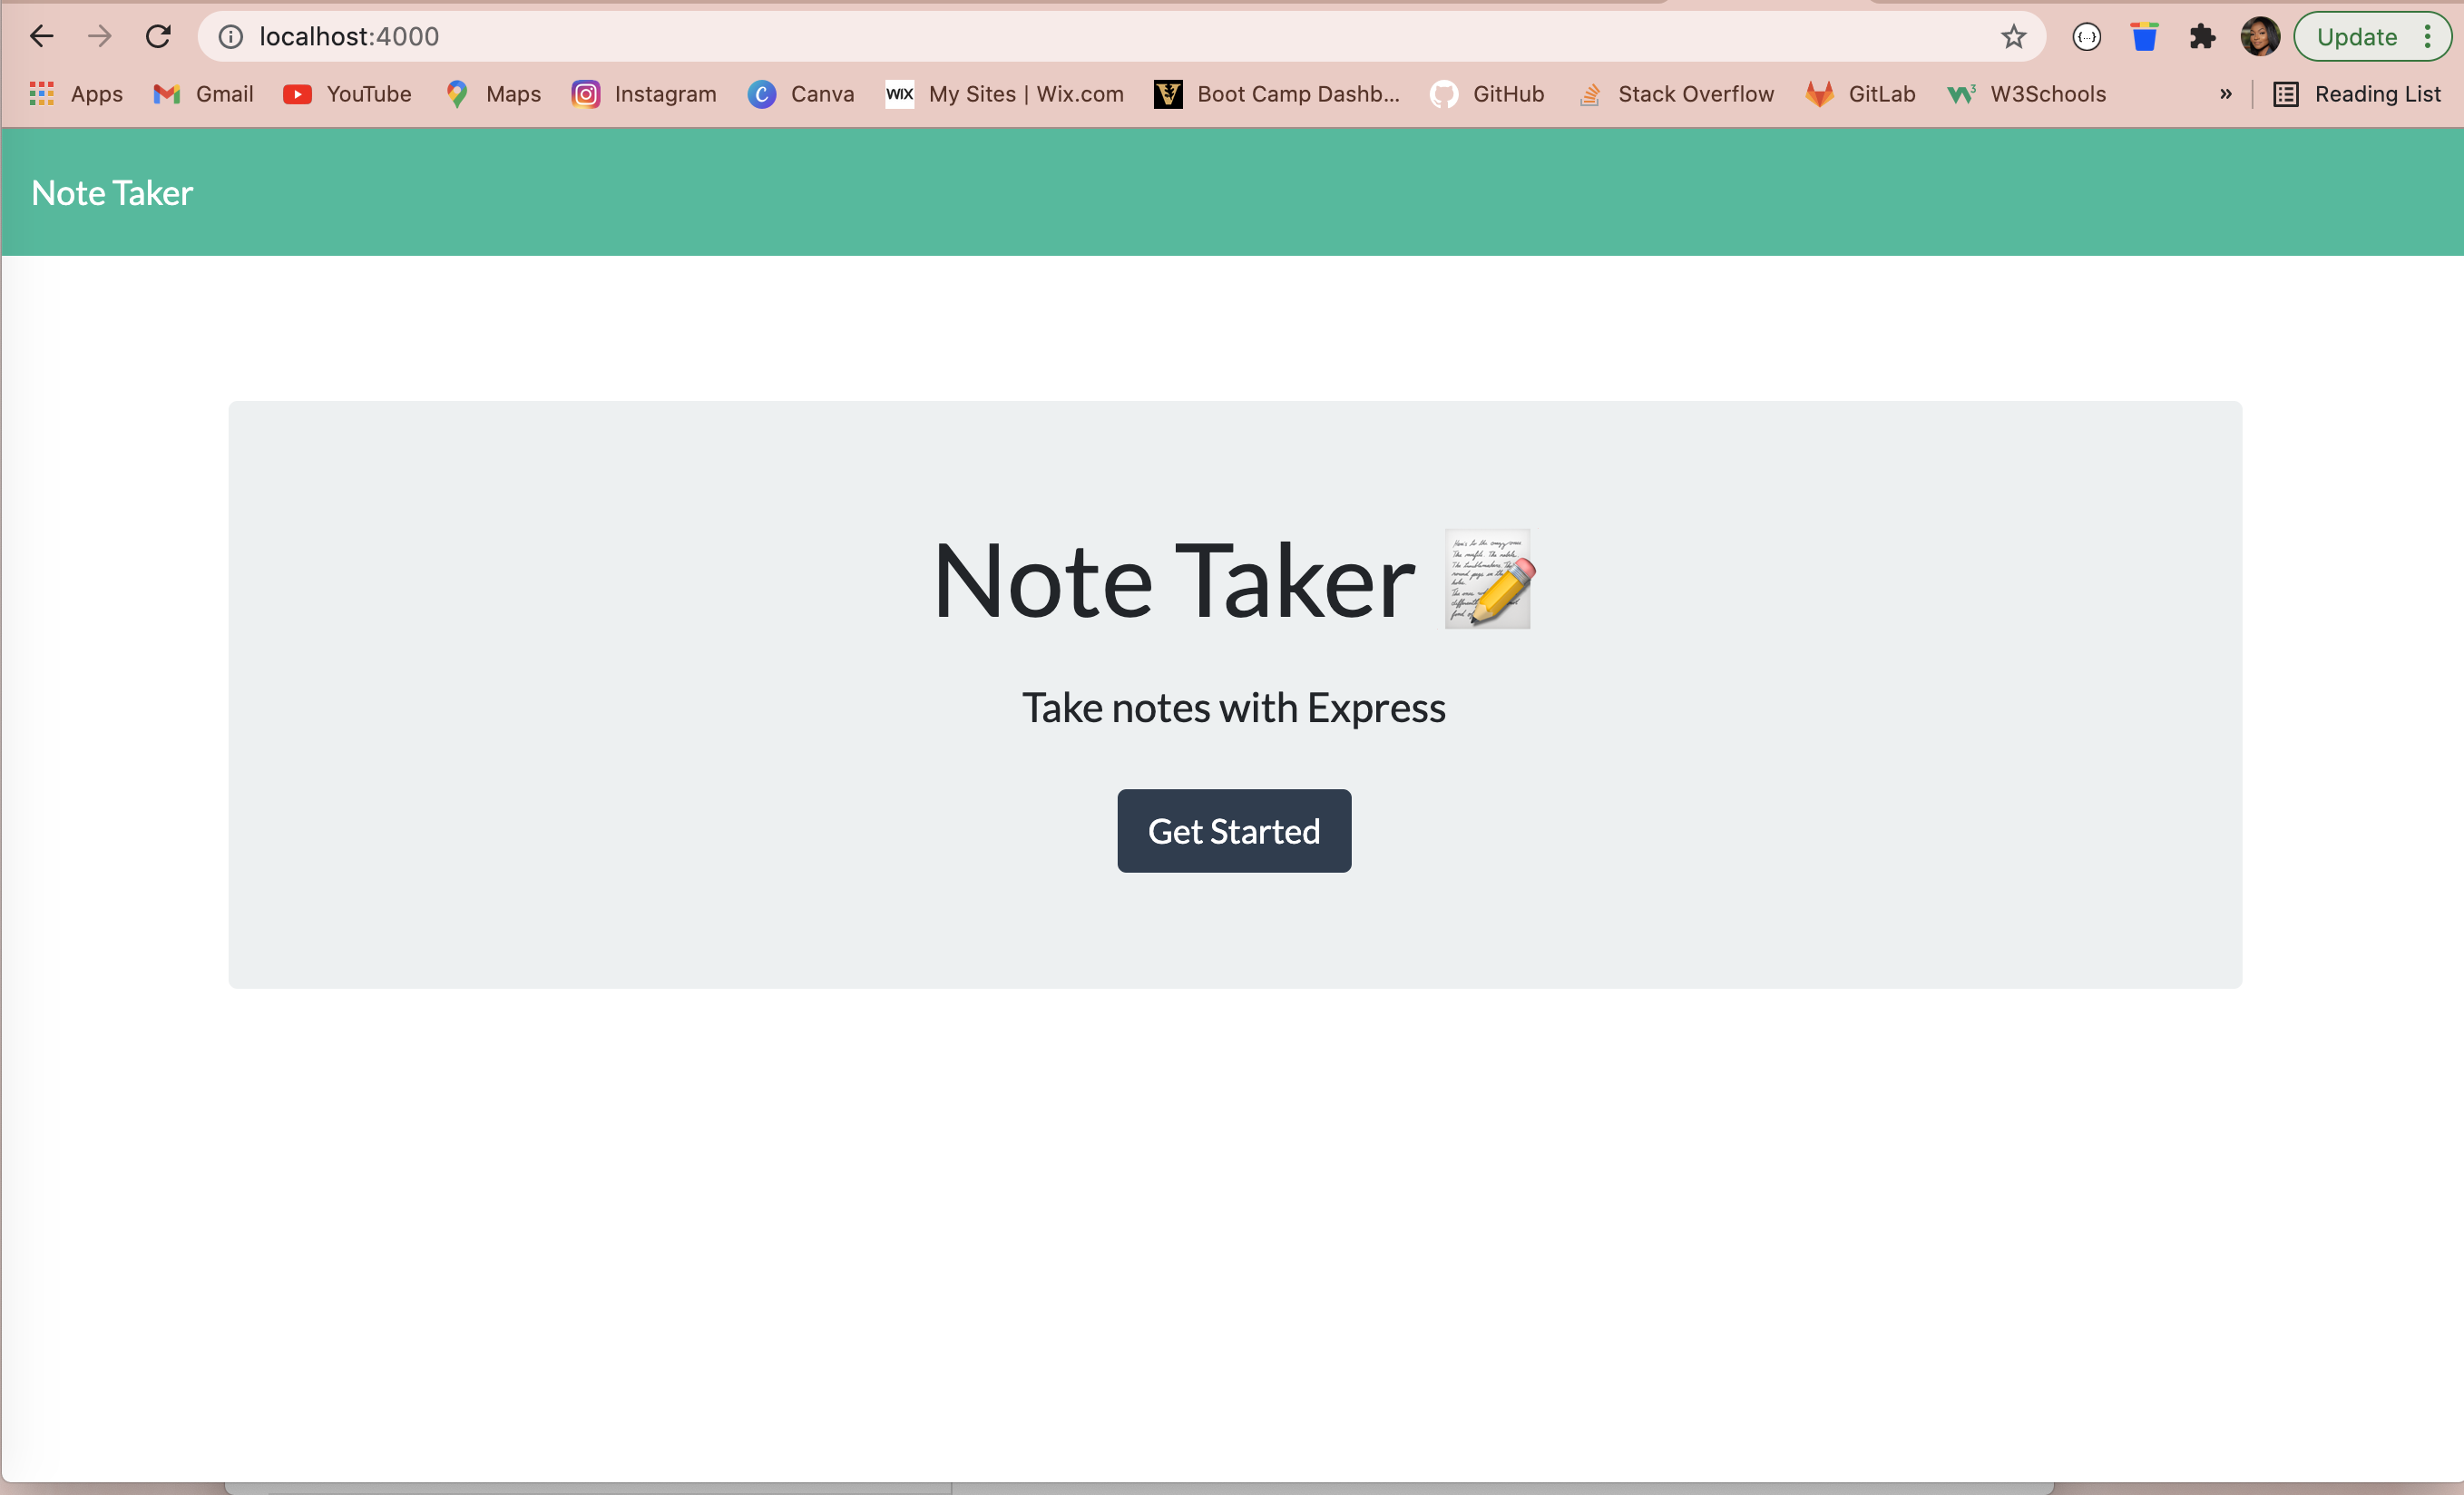 localhost:4000
Update
Apps Gmail YouTube Maps Instagram Canva WIX My Sites | Wix.com Boot Camp Dashb... GitHub Stack Overflow GitLab W3Schools » Reading List
Note Taker
Note Taker
Take notes with Express
Get Started